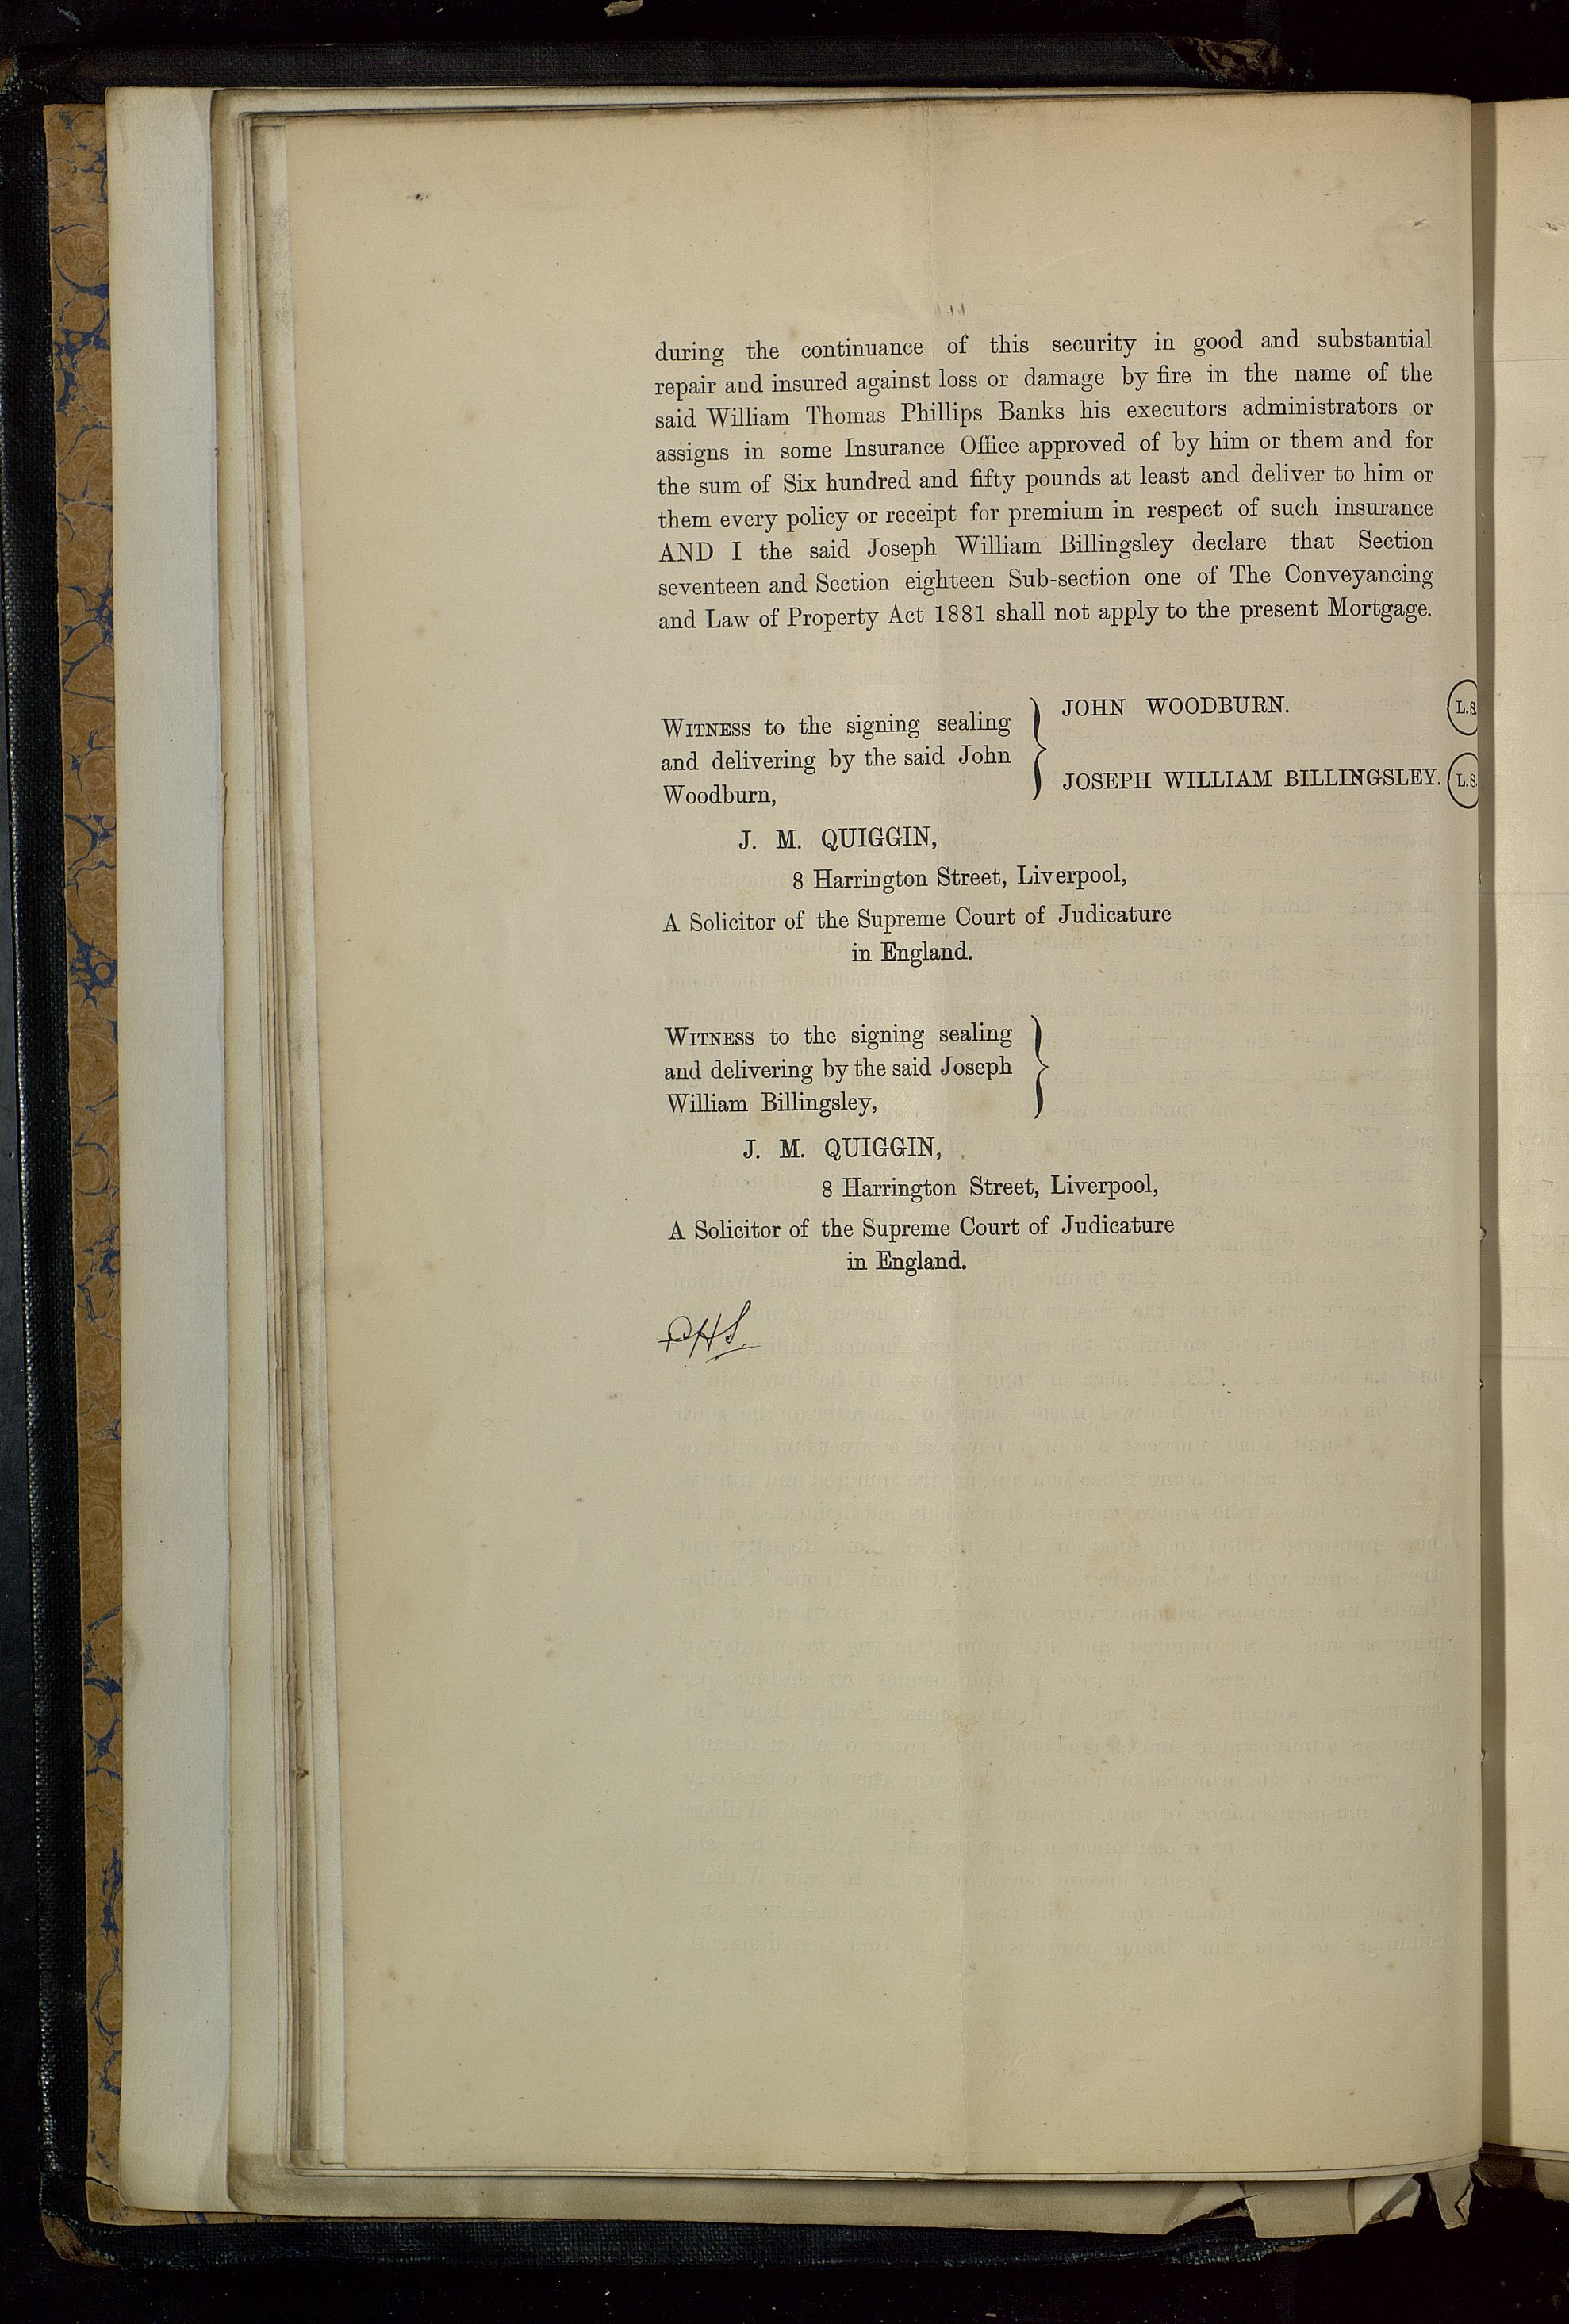 during the continuance of this security in good and substantial
repair and insured against loss or damage by fire in the name of the
said William Thomas Phillips Banks his executors administrators or
assigns in some Insurance Office approved of by him or them and for
the sum of Six hundred and fifty pounds at least and deliver to him or
them every policy or receipt for premium in respect of such insurance
AND I the said Joseph William Billingsley declare that Section
seventeen and Section eighteen Sub-section one of The Conveyancing
and Law of Property Act 1881 shall not apply to the present Mortgage.
WITNESS to the signing sealing
and delivering by the said John
Woodburn,
JOHN WOODBURN. L.S.
JOSEPH WILLIAM BILLINGSLEY. L.S.
J. M. QUIGGIN,
8 Harrington Street, Liverpool,
A Solicitor of the Supreme Court of Judicature
in England.
WITNESS to the signing sealing
and delivering by the said Joseph
William Billingsley,
J. M. QUIGGIN,
8 Harrington Street, Liverpool,
A Solicitor of the Supreme Court of Judicature
in England.